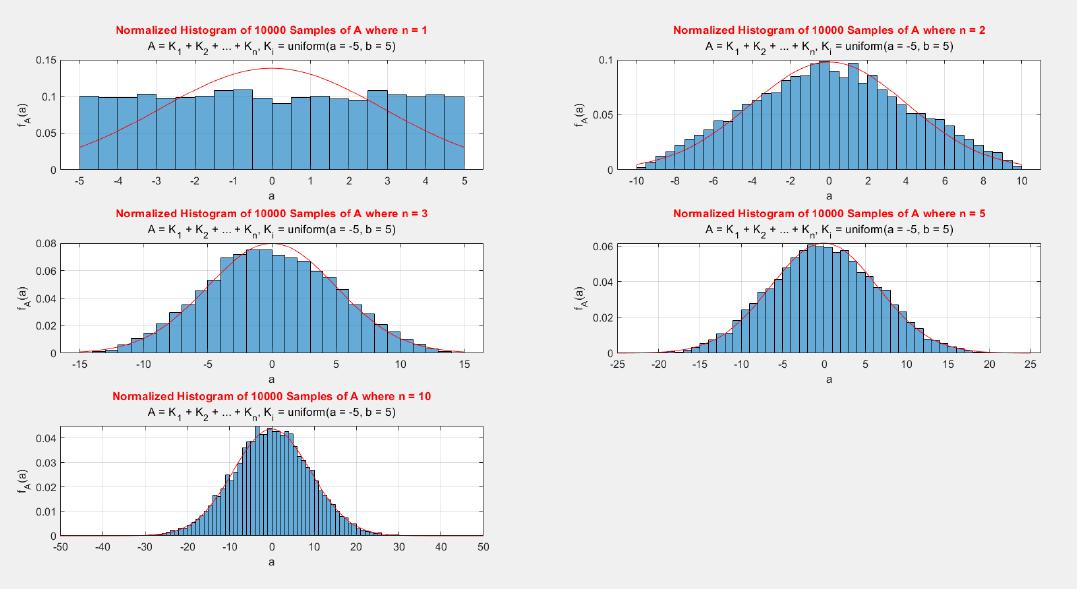 Normalized Histogram of 10000 Samples of A where n = 1
A = K1 + K2 + ... + Kn, Ki = uniform(a = -5, b = 5)
0.15
0.1
0.05
0
fA(a)
-5 -4 -3 -2 -1 0 1 2 3 4 5
a
Normalized Histogram of 10000 Samples of A where n = 2
A = K1 + K2 + ... + Kn, Ki = uniform(a = -5, b = 5)
0.1
0.05
0
fA(a)
-10 -8 -6 -4 -2 0 2 4 6 8 10
a
Normalized Histogram of 10000 Samples of A where n = 3
A = K1 + K2 + ... + Kn, Ki = uniform(a = -5, b = 5)
0.08
0.06
0.04
0.02
0
fA(a)
-15 -10 -5 0 5 10 15
a
Normalized Histogram of 10000 Samples of A where n = 5
A = K1 + K2 + ... + Kn, Ki = uniform(a = -5, b = 5)
0.06
0.04
0.02
0
fA(a)
-25 -20 -15 -10 -5 0 5 10 15 20 25
a
Normalized Histogram of 10000 Samples of A where n = 10
A = K1 + K2 + ... + Kn, Ki = uniform(a = -5, b = 5)
0.04
0.03
0.02
0.01
0
fA(a)
-50 -40 -30 -20 -10 0 10 20 30 40 50
a